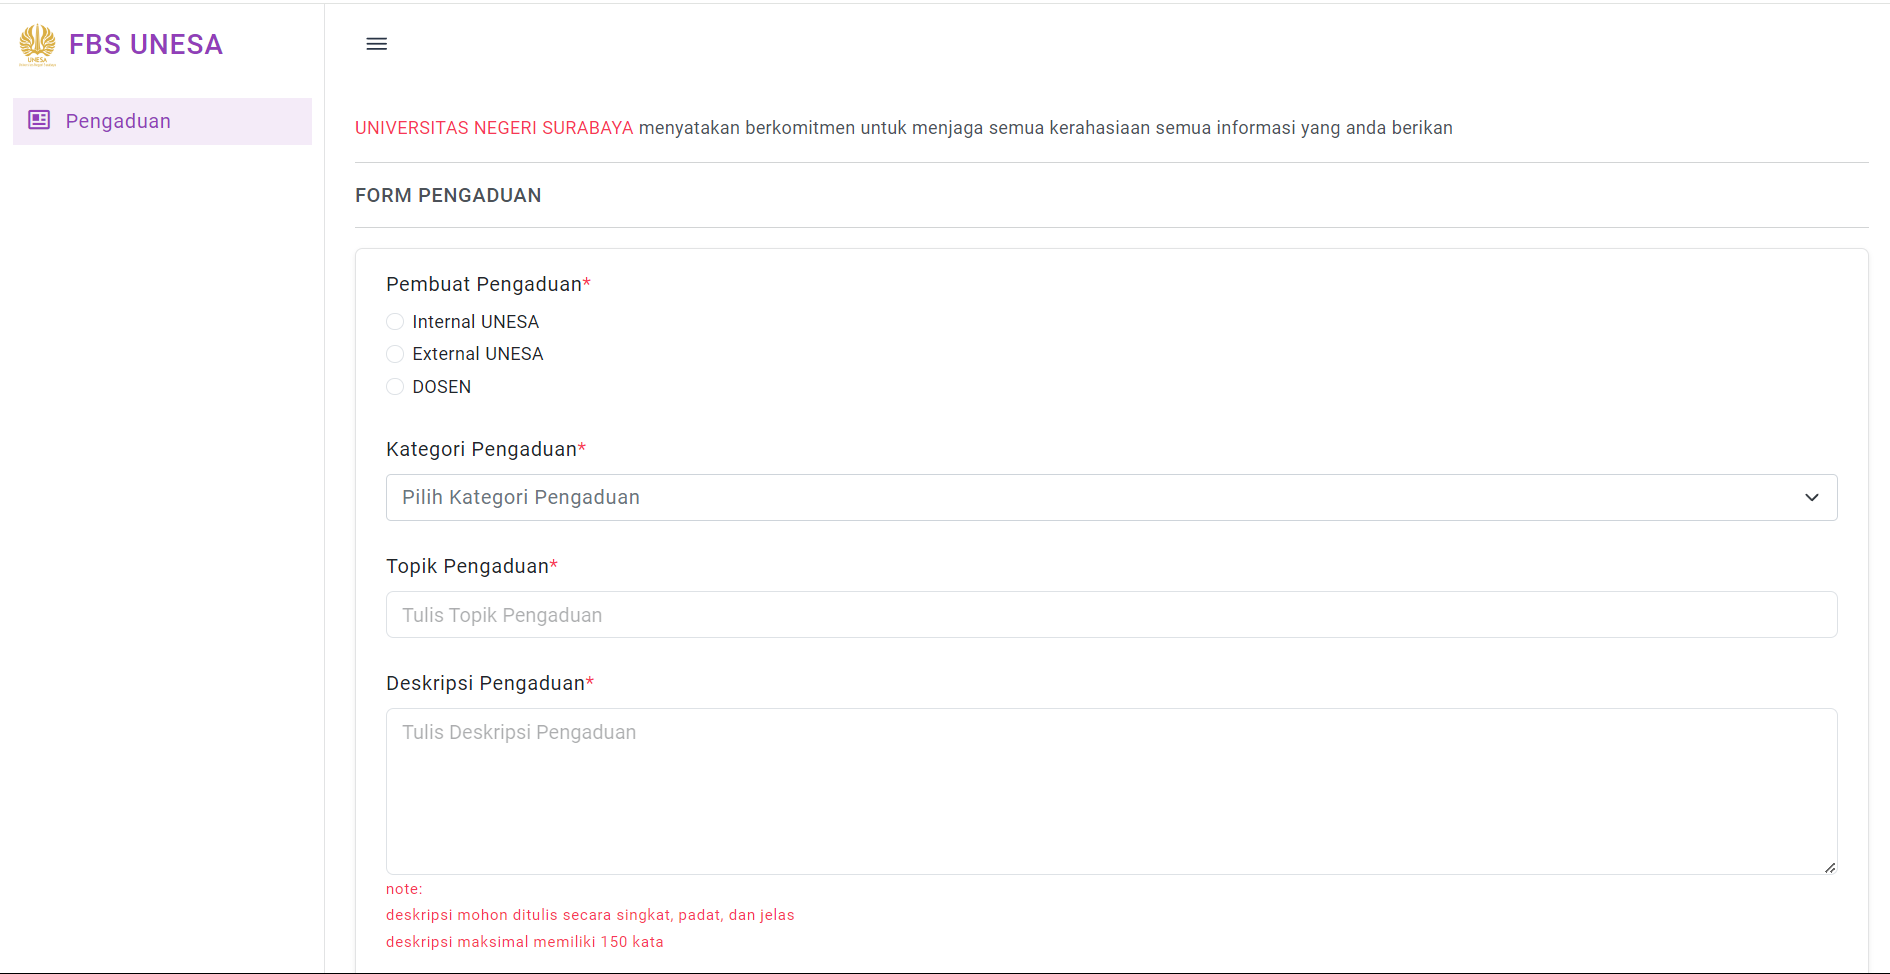 UNESA
FBS UNESA
Pengaduan
UNIVERSITAS NEGERI SURABAYA menyatakan berkomitmen untuk menjaga semua kerahasiaan semua informasi yang anda berikan
FORM PENGADUAN
Pembuat Pengaduan*
Internal UNESA
External UNESA
DOSEN
Kategori Pengaduan*
Pilih Kategori Pengaduan
Topik Pengaduan*
Tulis Topik Pengaduan
Deskripsi Pengaduan*
Tulis Deskripsi Pengaduan
note:
deskripsi mohon ditulis secara singkat, padat, dan jelas
deskripsi maksimal memiliki 150 kata